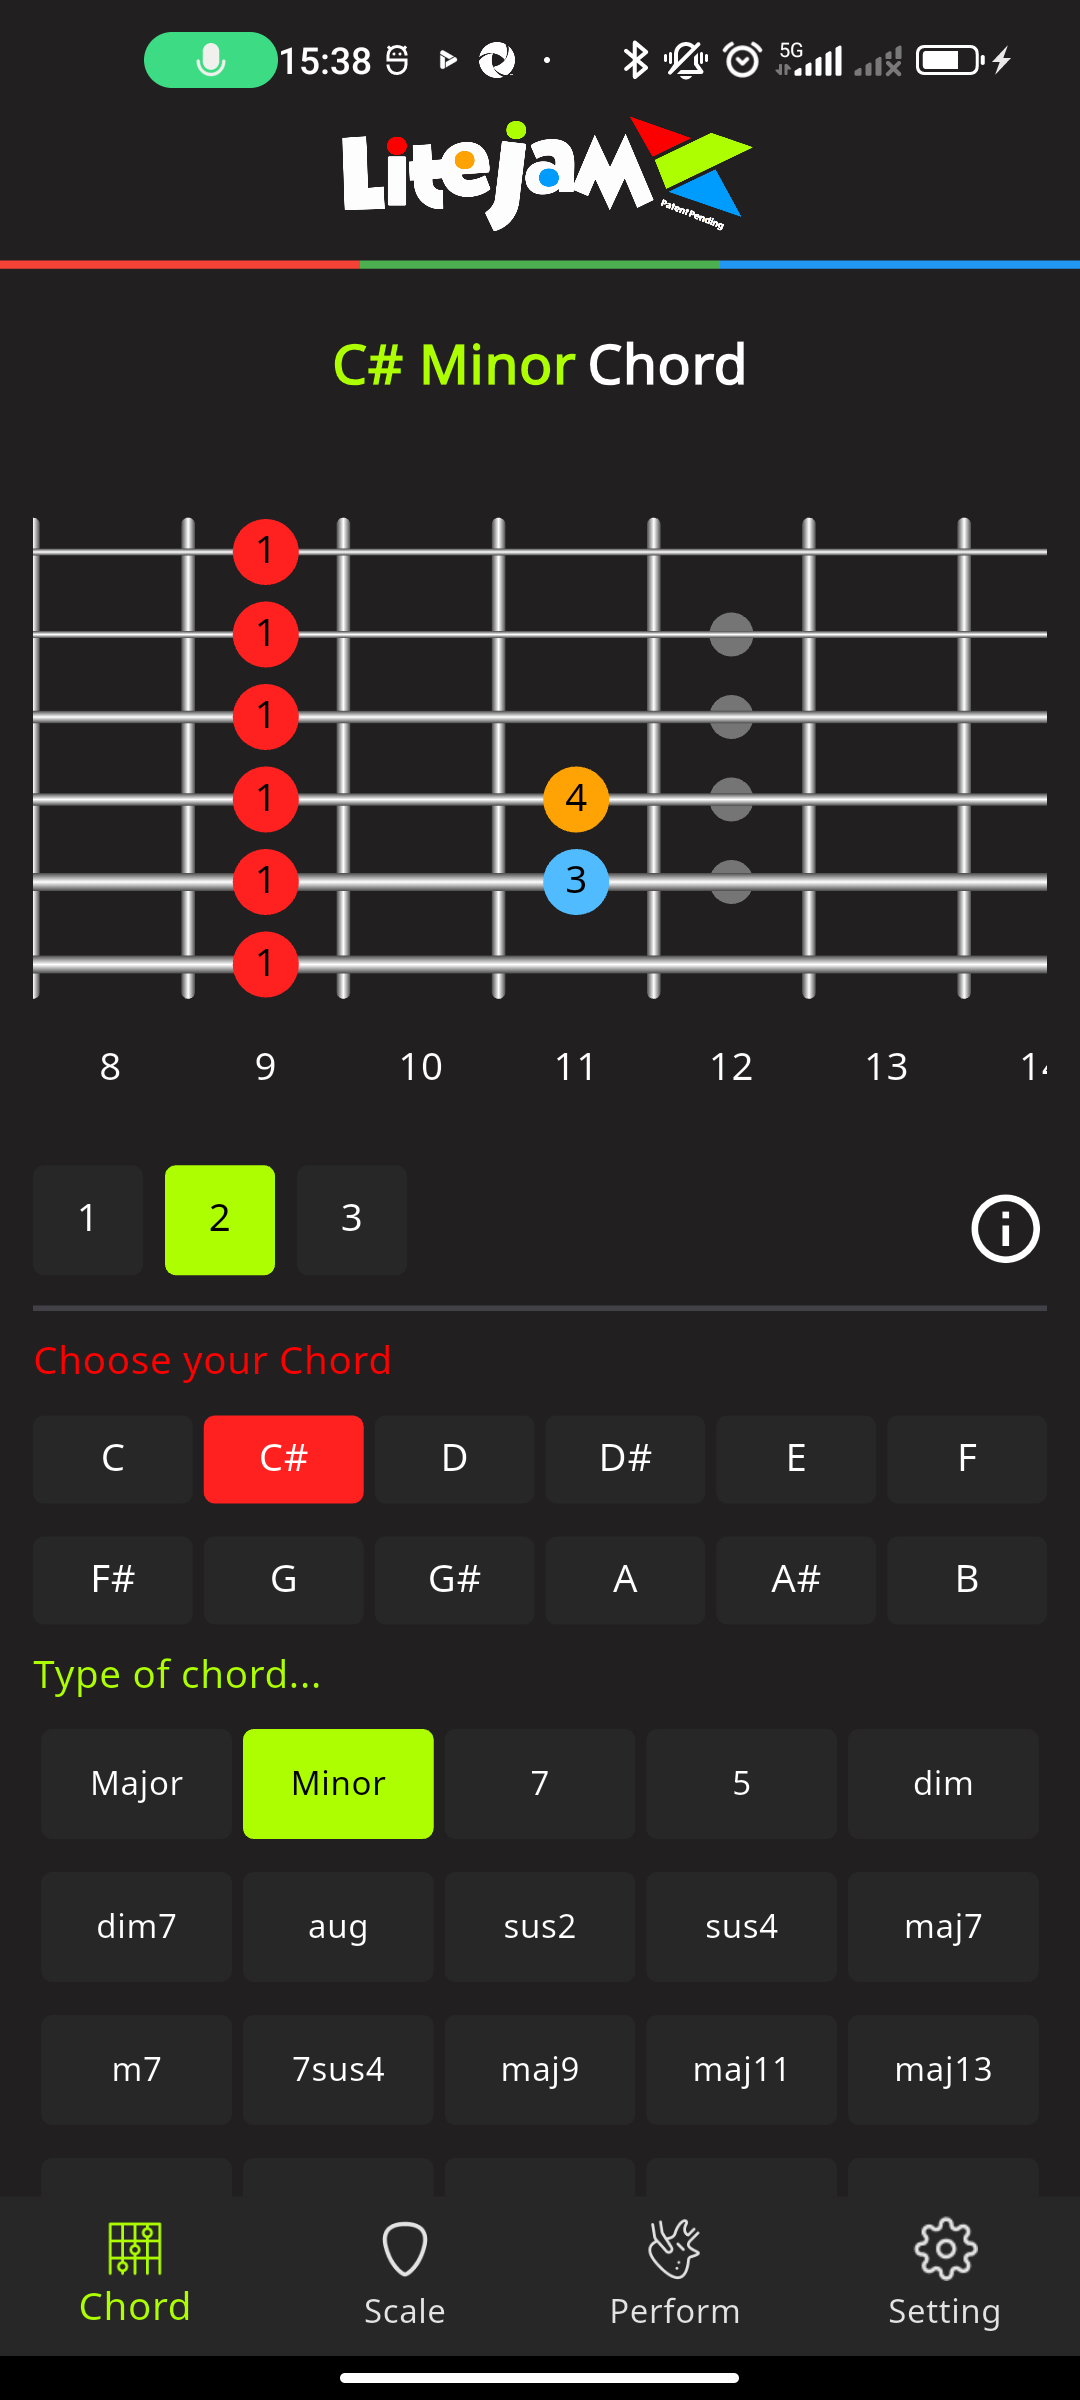 15:38 5G
Litejam
Patent Pending
C# Minor Chord
1
1
1
1 4
1 3
1
8 9 10 11 12 13
1 2 3
Choose your Chord
C C# D D# E F
F# G G# A A# B
Type of chord...
Major Minor 7 5 dim
dim7 aug sus2 sus4 maj7
m7 7sus4 maj9 maj11 maj13
Chord Scale Perform Setting